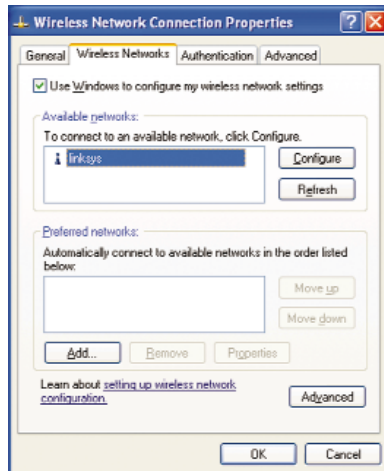 Wireless Network Connection Properties
General Wireless Networks Authentication Advanced
Use Windows to configure my wireless network settings
Available networks:
To connect to an available network, click Configure.
linksys
Configure
Refresh
Preferred networks:
Automatically connect to available networks in the order listed
below:
Move up
Move down
Add... Remove Properties
Learn about setting up wireless network
configuration.
Advanced
OK Cancel